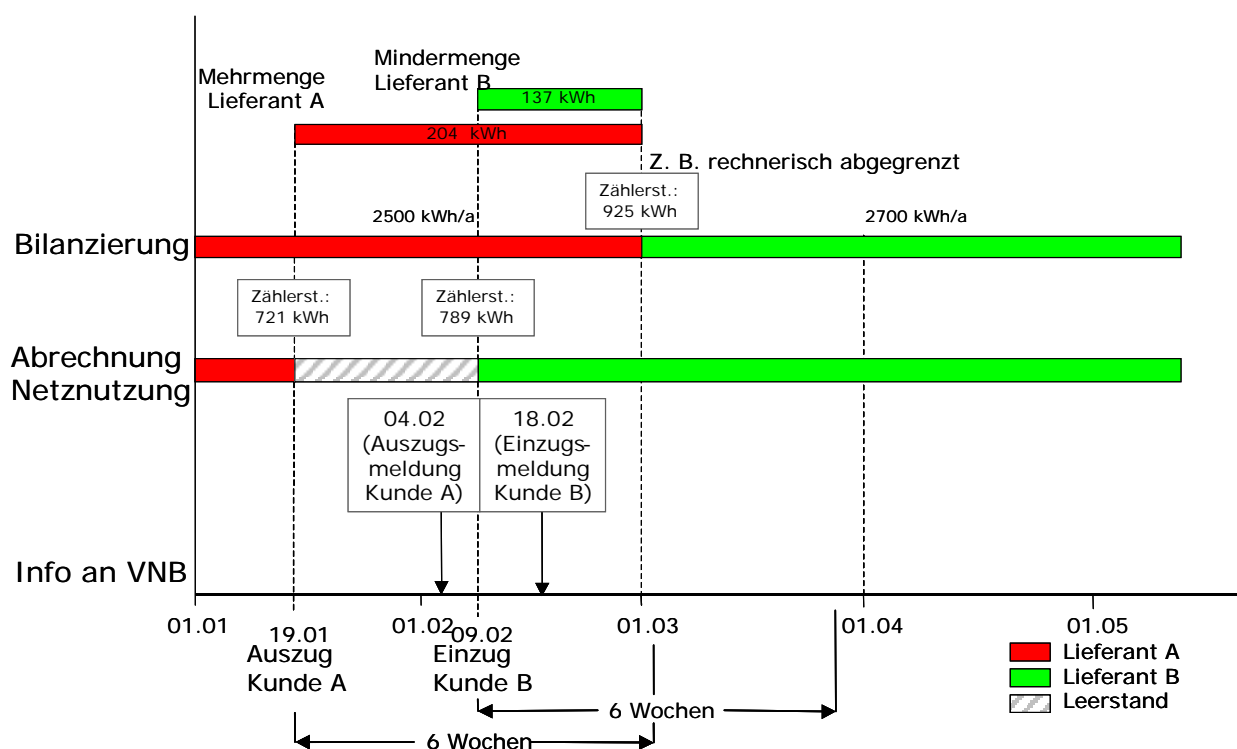 Mindermenge
Lieferant B
Mehrmenge
Lieferant A
137 kWh
204 kWh
Z. B. rechnerisch abgegrenzt
Zählerst.:
925 kWh
2500 kWh/a
2700 kWh/a
Bilanzierung
Zählerst.:
721 kWh
Zählerst.:
789 kWh
Abrechnung
Netznutzung
04.02
(Auszugs-
meldung
Kunde A)
18.02
(Einzugs-
meldung
Kunde B)
Info an VNB
01.01
19.01
01.02
09.02
01.03
01.04
01.05
Auszug
Kunde A
Einzug
Kunde B
Lieferant A
Lieferant B
Leerstand
6 Wochen
6 Wochen